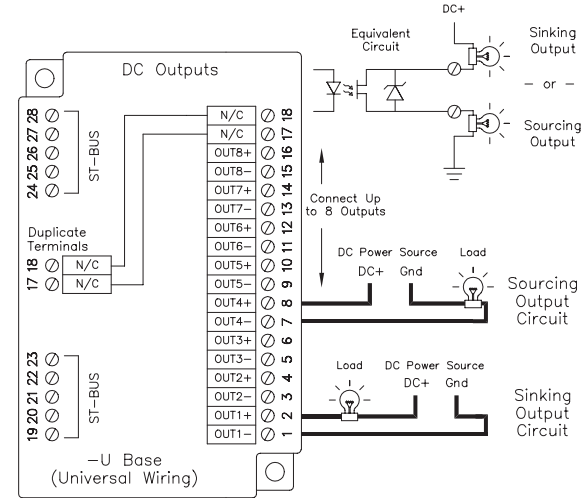 DC+
Equivalent
Circuit
Sinking
Output
- or -
Sourcing
Output
DC Outputs
28
27
26
25
24
ST-BUS
N/C
18
N/C
17
OUT8+
16
OUT8-
15
OUT7+
14
OUT7-
13
OUT6+
12
OUT6-
11
OUT5+
10
OUT5-
9
OUT4+
8
OUT4-
7
OUT3+
6
OUT3-
5
OUT2+
4
OUT2-
3
OUT1+
2
OUT1-
1
Connect Up
to 8 Outputs
Duplicate
Terminals
18
N/C
17
N/C
DC Power Source
DC+
Gnd
Load
Sourcing
Output
Circuit
23
22
21
20
19
ST-BUS
Load
DC Power Source
DC+
Gnd
Sinking
Output
Circuit
-U Base
(Universal Wiring)